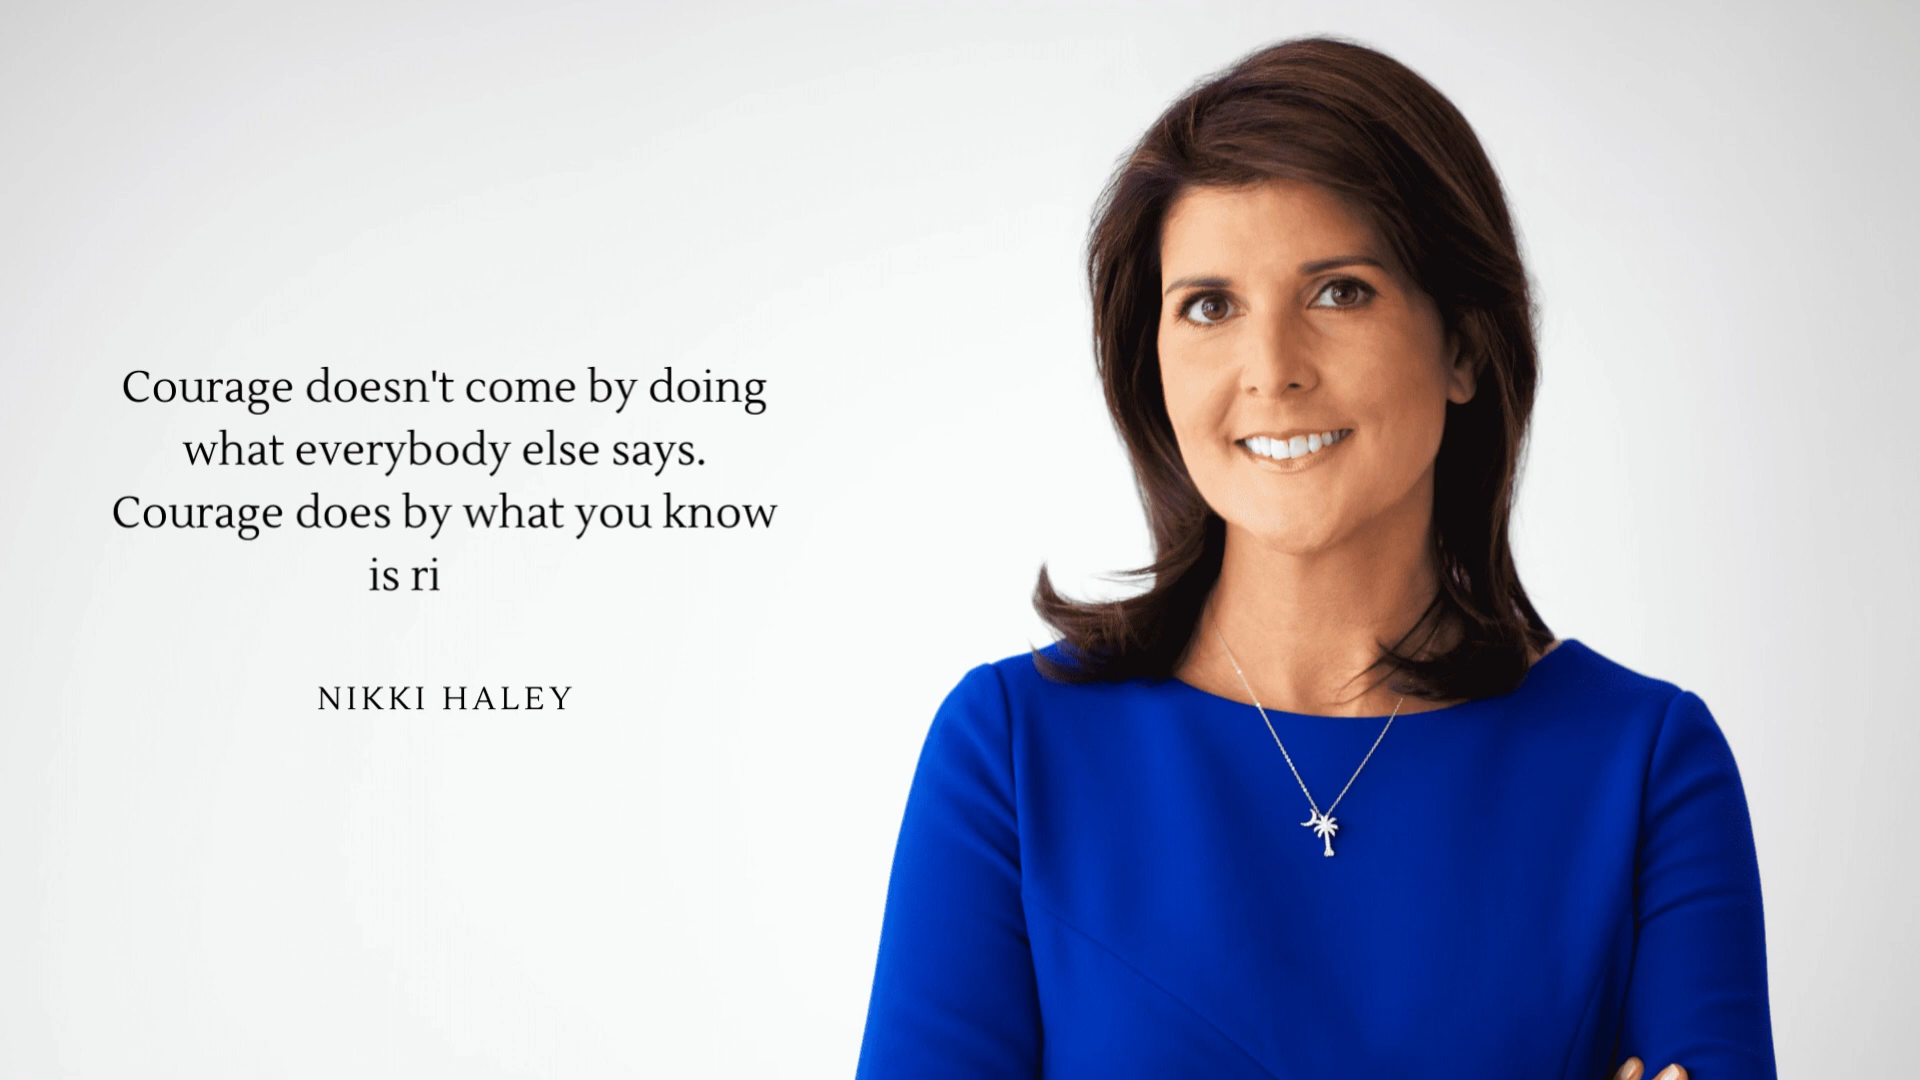 Courage doesn't come by doing
what everybody else says.
Courage does by what you know
is ri
NIKKI HALEY